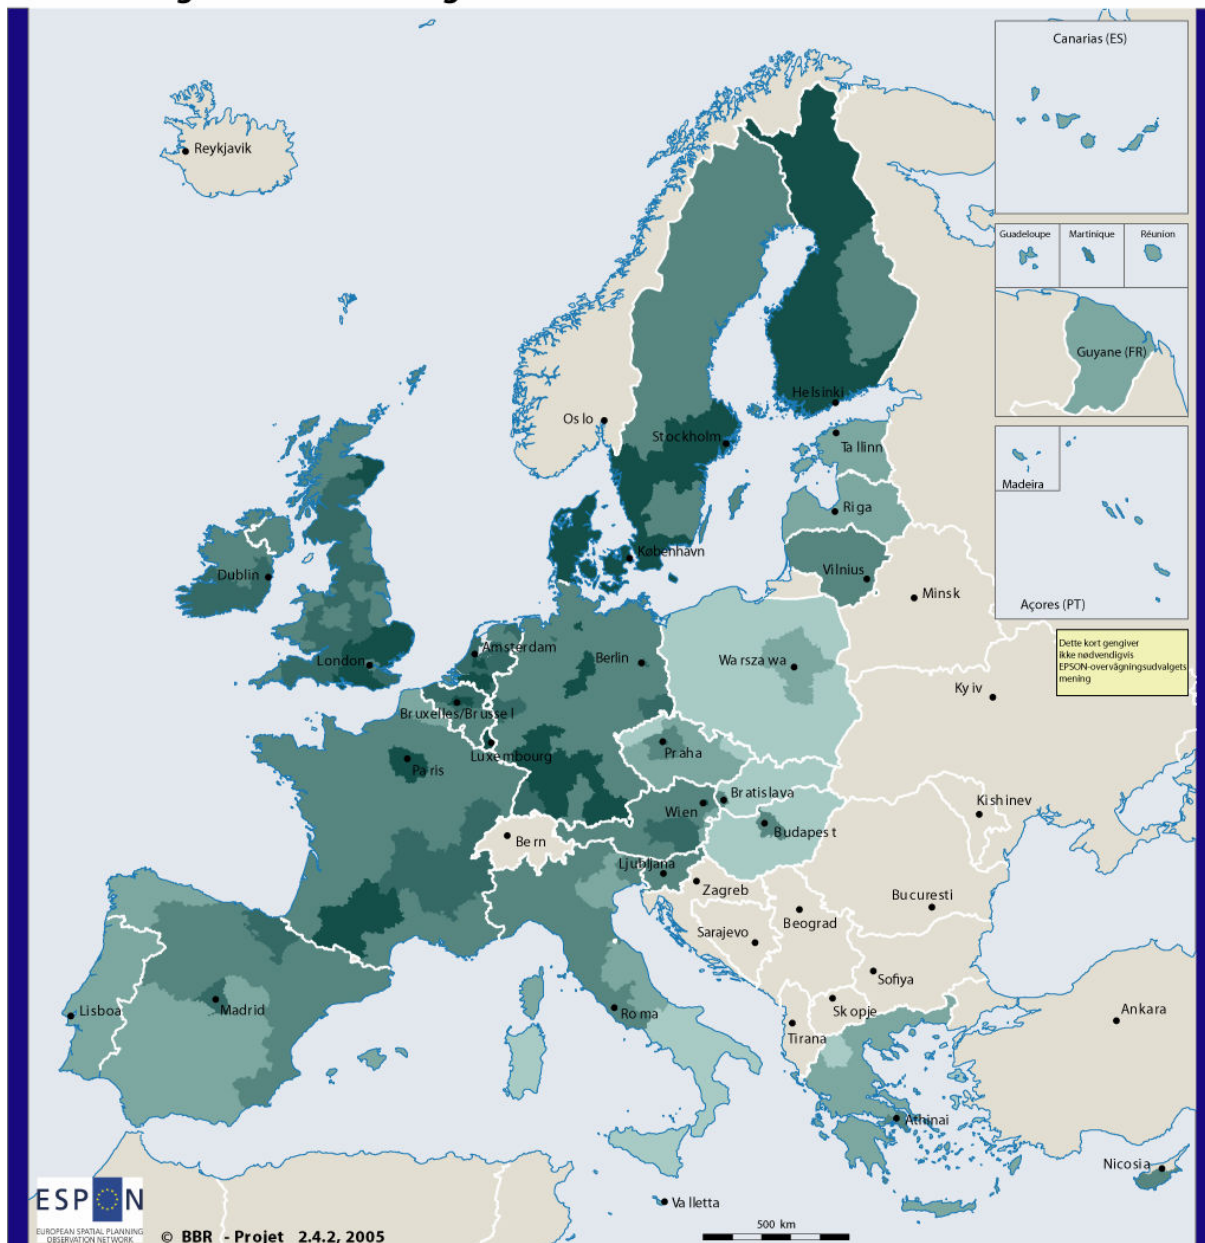 Canarias (ES)
Reykjavik
Guadeloupe
Martinique
Réunion
Guyane (FR)
Helsinki
Oslo
Stockholm
Tallinn
Madeira
Riga
København
Dublin
Vilnius
Minsk
Açores (PT)
Amsterdam
London
Berlin
Warszawa
Dette kort gengiver
ikke nødvendigvis
EPSON-overvågningsudvalgets
mening
Kyiv
Bruxelles/Brussel
Luxembourg
Praha
Paris
Bratislava
Kishinev
Wien
Budapest
Bern
Ljubljana
Zagreb
Bucuresti
Beograd
Sarajevo
Sofiya
Lisboa
Madrid
Roma
Skopje
Ankara
Tirana
Athinai
Nicosia
Valletta
ESPON
EUROPEAN SPATIAL PLANNING
OBSERVATION NETWORK
© BBR - Projet 2.4.2, 2005
500 km